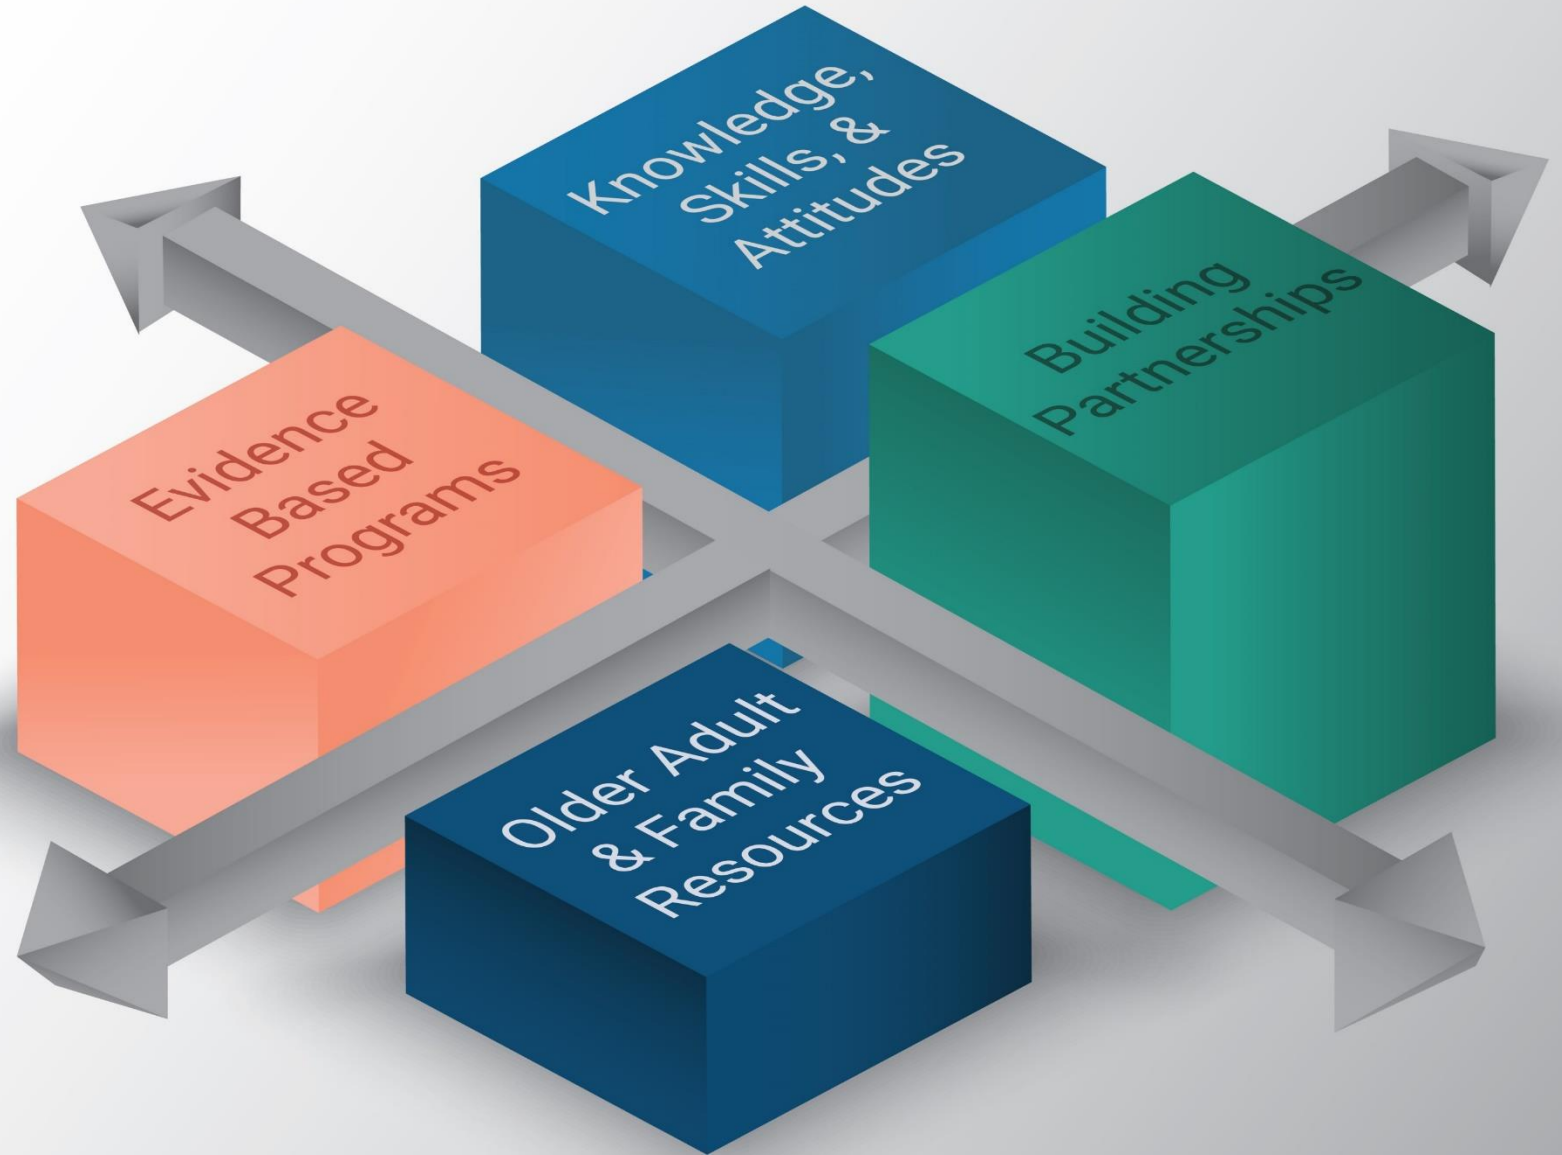 Knowledge,
Skills, &
Attitudes
Building
Partnerships
Evidence
Based
Programs
Older Adult
& Family
Resources